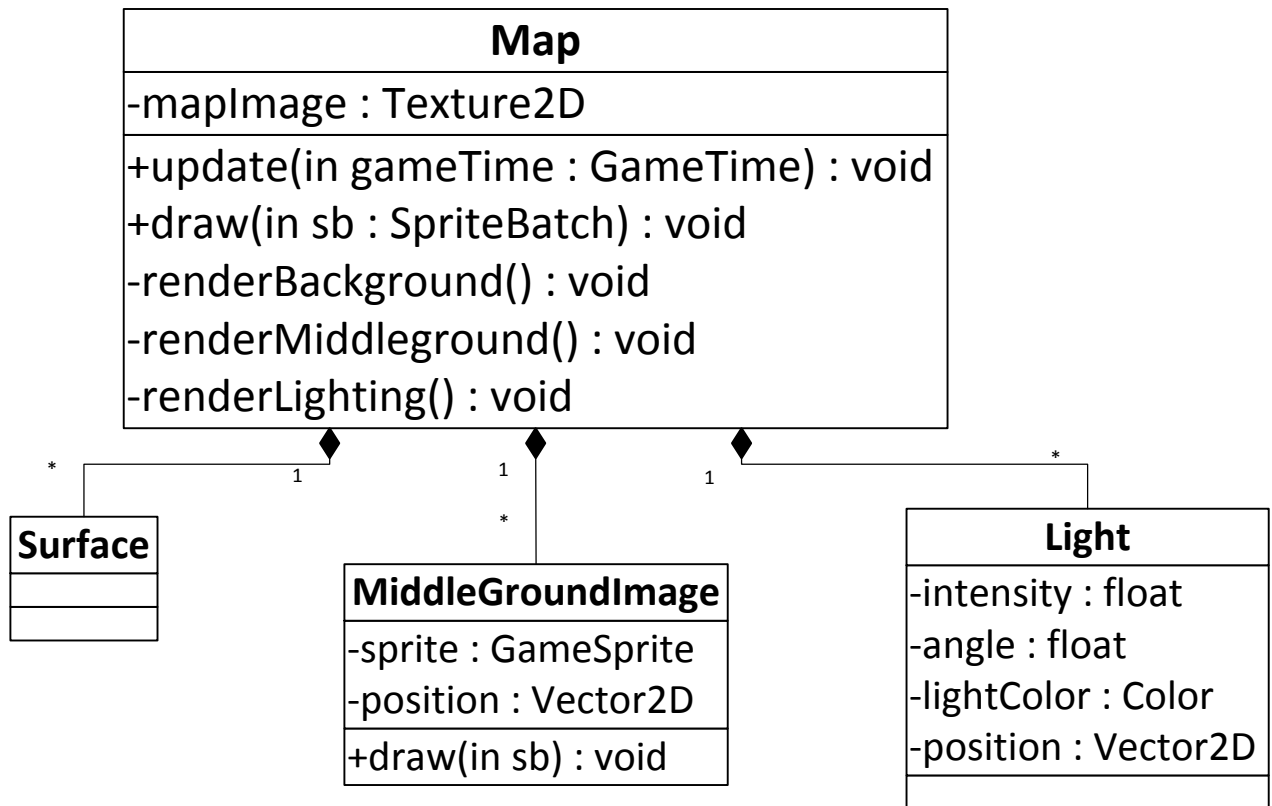 Map
-mapImage : Texture2D
+update(in gameTime : GameTime) : void
+draw(in sb : SpriteBatch) : void
-renderBackground() : void
-renderMiddleground() : void
-renderLighting() : void
*
1
1
*
1
*
Surface
MiddleGroundImage
-sprite : GameSprite
-position : Vector2D
+draw(in sb) : void
Light
-intensity : float
-angle : float
-lightColor : Color
-position : Vector2D